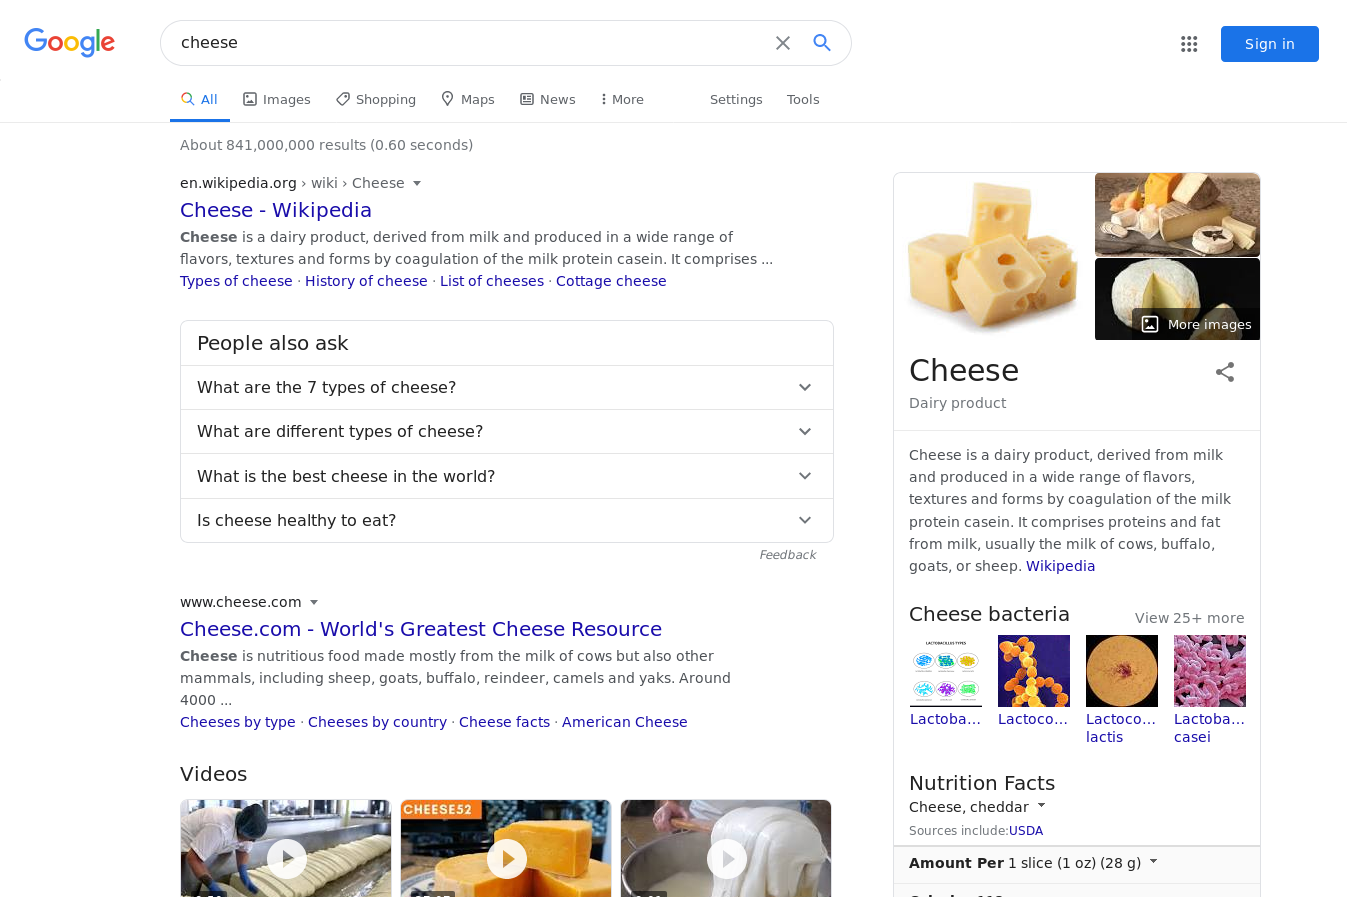 Google
cheese
Sign in
All
Images
Shopping
Maps
News
More
Settings
Tools
About 841,000,000 results (0.60 seconds)
en.wikipedia.org › wiki › Cheese
Cheese - Wikipedia
Cheese is a dairy product, derived from milk and produced in a wide range of
flavors, textures and forms by coagulation of the milk protein casein. It comprises ...
Types of cheese · History of cheese · List of cheeses · Cottage cheese
People also ask
What are the 7 types of cheese?
What are different types of cheese?
What is the best cheese in the world?
Is cheese healthy to eat?
Feedback
www.cheese.com
Cheese.com - World's Greatest Cheese Resource
Cheese is nutritious food made mostly from the milk of cows but also other
mammals, including sheep, goats, buffalo, reindeer, camels and yaks. Around
4000 ...
Cheeses by type · Cheeses by country · Cheese facts · American Cheese
Videos
CHEESE52
More images
Cheese
Dairy product
Cheese is a dairy product, derived from milk
and produced in a wide range of flavors,
textures and forms by coagulation of the milk
protein casein. It comprises proteins and fat
from milk, usually the milk of cows, buffalo,
goats, or sheep. Wikipedia
Cheese bacteria
View 25+ more
LACTOBACILLUS TYPES
Lactoba...
Lactoco...
Lactoco...
lactis
Lactoba...
casei
Nutrition Facts
Cheese, cheddar
Sources include:USDA
Amount Per 1 slice (1 oz) (28 g)